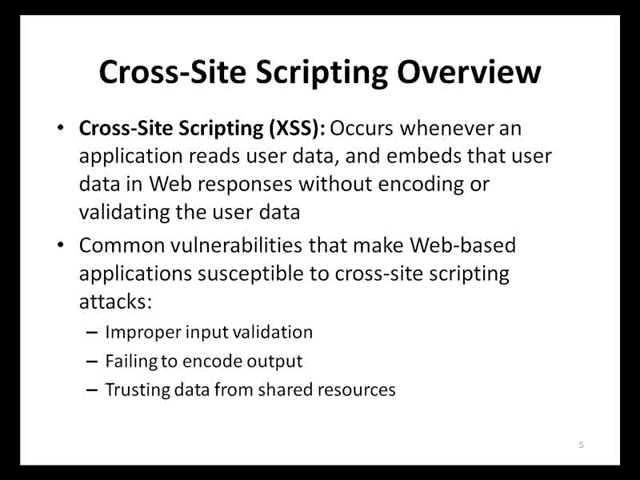 Cross-Site Scripting Overview
• Cross-Site Scripting (XSS): Occurs whenever an
application reads user data, and embeds that user
data in Web responses without encoding or
validating the user data
• Common vulnerabilities that make Web-based
applications susceptible to cross-site scripting
attacks:
– Improper input validation
– Failing to encode output
– Trusting data from shared resources
5